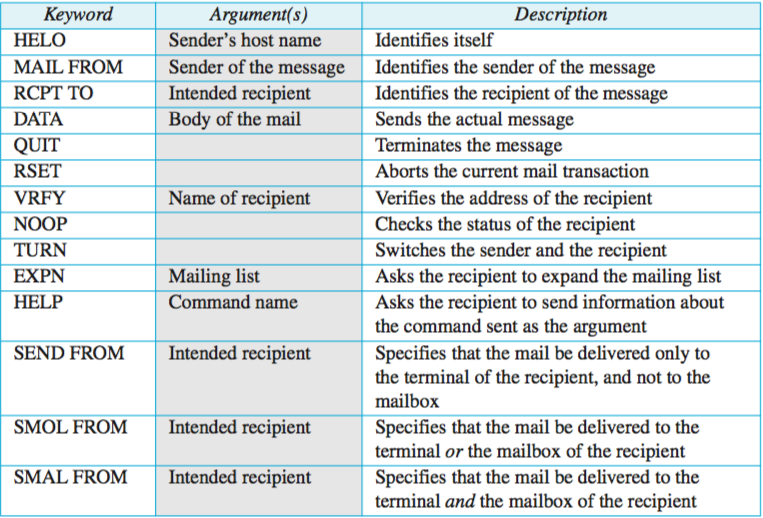 Keyword Argument(s) Description
HELO Sender’s host name Identifies itself
MAIL FROM Sender of the message Identifies the sender of the message
RCPT TO Intended recipient Identifies the recipient of the message
DATA Body of the mail Sends the actual message
QUIT Terminates the message
RSET Aborts the current mail transaction
VRFY Name of recipient Verifies the address of the recipient
NOOP Checks the status of the recipient
TURN Switches the sender and the recipient
EXPN Mailing list Asks the recipient to expand the mailing list
HELP Command name Asks the recipient to send information about
the command sent as the argument
SEND FROM Intended recipient Specifies that the mail be delivered only to
the terminal of the recipient, and not to the
mailbox
SMOL FROM Intended recipient Specifies that the mail be delivered to the
terminal or the mailbox of the recipient
SMAL FROM Intended recipient Specifies that the mail be delivered to the
terminal and the mailbox of the recipient